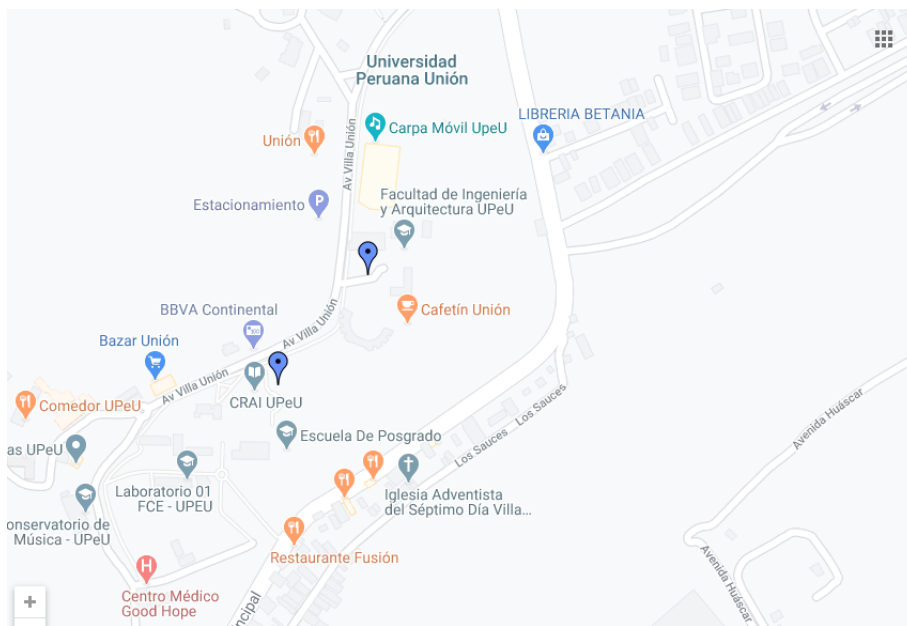 Universidad
Peruana Unión
LIBRERIA BETANIA
Carpa Móvil UpeU
Unión
Av Villa Unión
Estacionamiento
P
Facultad de Ingeniería
y Arquitectura UPeU
BBVA Continental
Av Villa Unión
Cafetín Unión
Bazar Unión
Av Villa Unión
CRAI UPeU
Comedor UPeU
Escuela De Posgrado
Los Sauces
Los Sauces
Avenida Huáscar
as UPeU
Laboratorio 01
FCE - UPEU
Iglesia Adventista
del Séptimo Día Villa...
onservatorio de
Música - UPeU
Restaurante Fusión
Avenida Huáscar
H
Centro Médico
Good Hope
ncipal
+